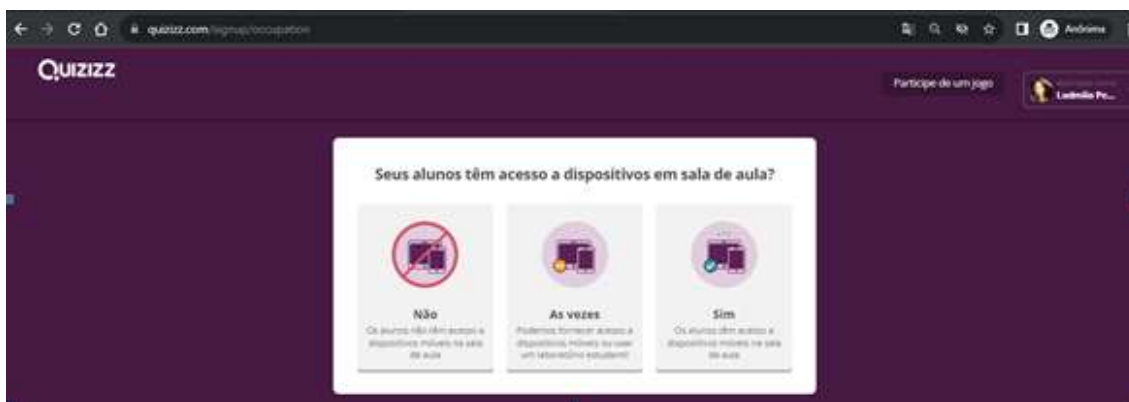 quizizz.com/signup/occupation
Anônima
Quizizz
Participe de um jogo
Ludmila Pe...
Seus alunos têm acesso a dispositivos em sala de aula?
Não
Os alunos não têm acesso a
dispositivos móveis na sala
de aula
As vezes
Podemos fornecer acesso a
dispositivos móveis ou usar
um laboratório estudantil
Sim
Os alunos têm acesso a
dispositivos móveis na sala
de aula